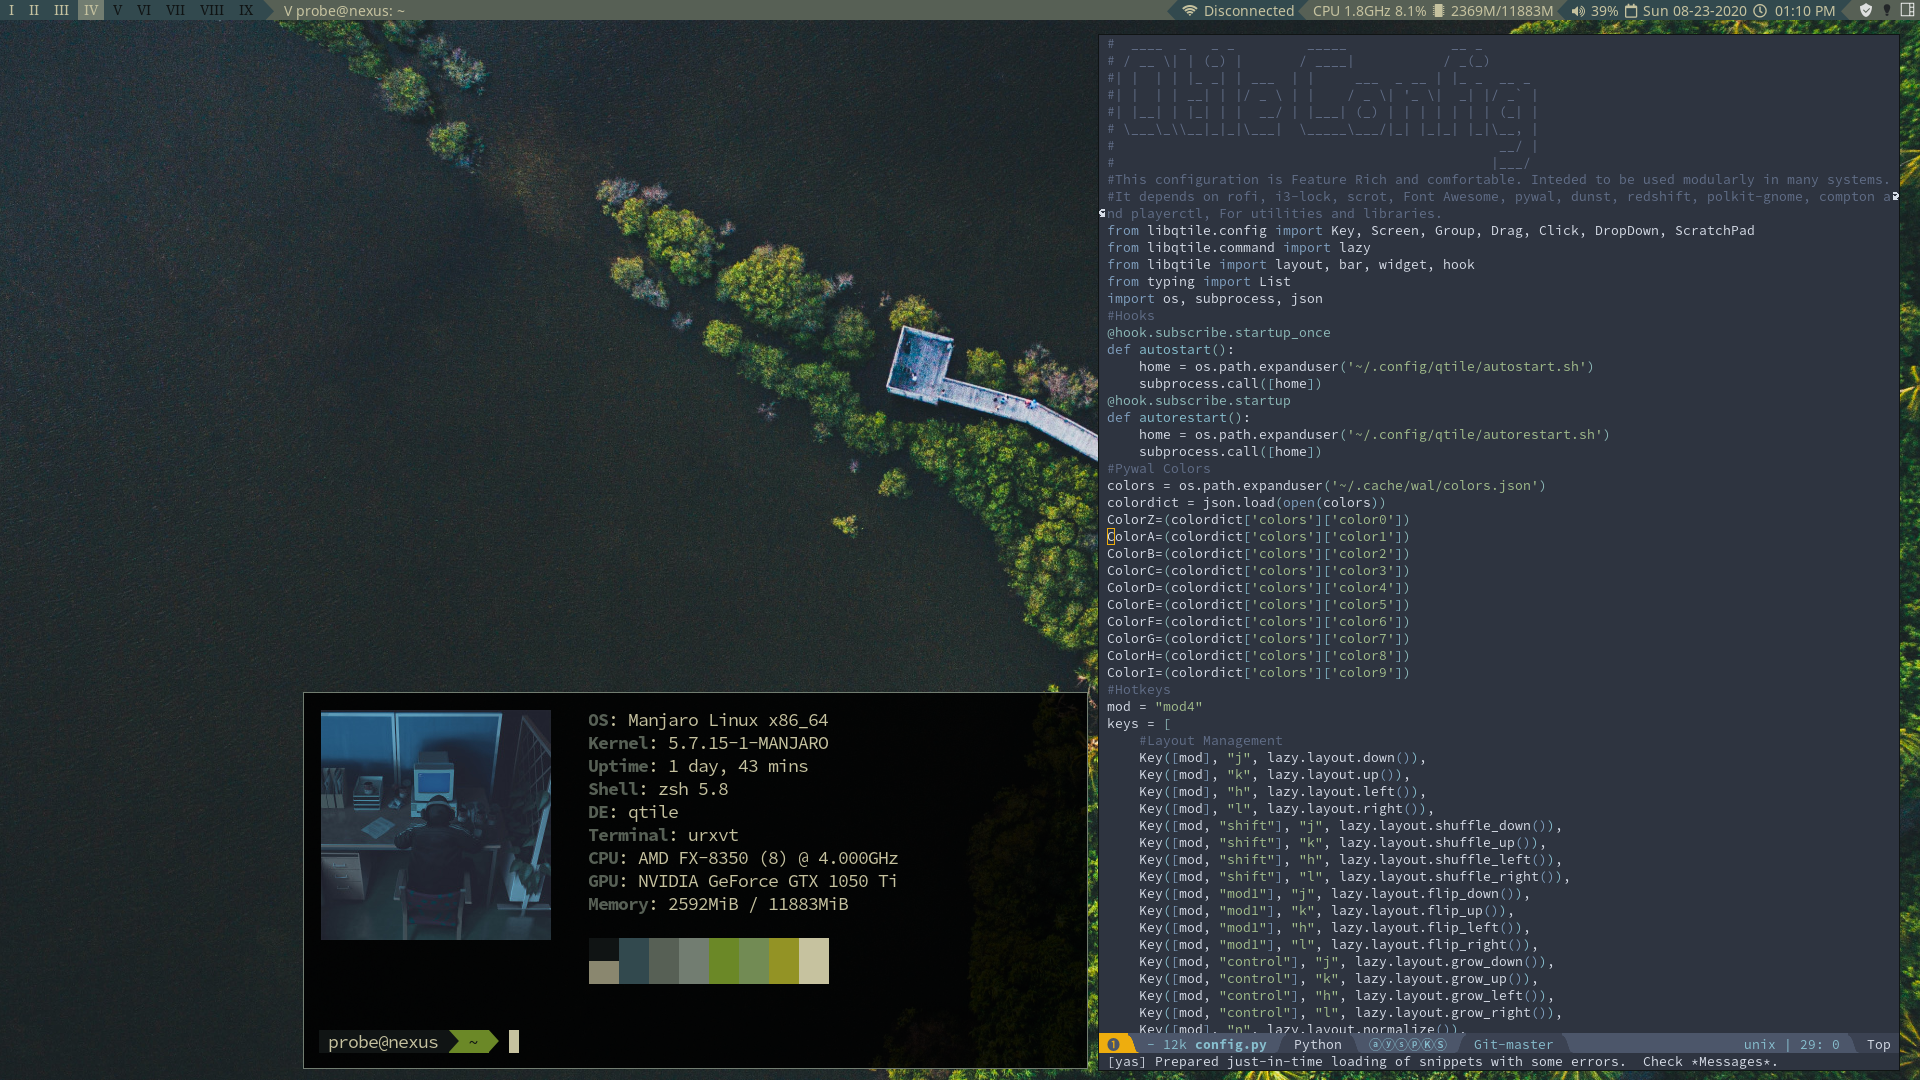 I II III IV V VI VII VIII IX V probe@nexus: ~ Disconnected CPU 1.8GHz 8.1% 2369M/11883M 39% Sun 08-23-2020 01:10 PM
#This configuration is Feature Rich and comfortable. Inteded to be used modularly in many systems.
#It depends on rofi, i3-lock, scrot, Font Awesome, pywal, dunst, redshift, polkit-gnome, compton a
nd playerctl, For utilities and libraries.
from libqtile.config import Key, Screen, Group, Drag, Click, DropDown, ScratchPad
from libqtile.command import lazy
from libqtile import layout, bar, widget, hook
from typing import List
import os, subprocess, json
#Hooks
@hook.subscribe.startup_once
def autostart():
    home = os.path.expanduser('~/.config/qtile/autostart.sh')
    subprocess.call([home])
@hook.subscribe.startup
def autorestart():
    home = os.path.expanduser('~/.config/qtile/autorestart.sh')
    subprocess.call([home])
#Pywal Colors
colors = os.path.expanduser('~/.cache/wal/colors.json')
colordict = json.load(open(colors))
ColorZ=(colordict['colors']['color0'])
ColorA=(colordict['colors']['color1'])
ColorB=(colordict['colors']['color2'])
ColorC=(colordict['colors']['color3'])
ColorD=(colordict['colors']['color4'])
ColorE=(colordict['colors']['color5'])
ColorF=(colordict['colors']['color6'])
ColorG=(colordict['colors']['color7'])
ColorH=(colordict['colors']['color8'])
ColorI=(colordict['colors']['color9'])
#Hotkeys
mod = "mod4"
keys = [
    #Layout Management
    Key([mod], "j", lazy.layout.down()),
    Key([mod], "k", lazy.layout.up()),
    Key([mod], "h", lazy.layout.left()),
    Key([mod], "l", lazy.layout.right()),
    Key([mod, "shift"], "j", lazy.layout.shuffle_down()),
    Key([mod, "shift"], "k", lazy.layout.shuffle_up()),
    Key([mod, "shift"], "h", lazy.layout.shuffle_left()),
    Key([mod, "shift"], "l", lazy.layout.shuffle_right()),
    Key([mod, "mod1"], "j", lazy.layout.flip_down()),
    Key([mod, "mod1"], "k", lazy.layout.flip_up()),
    Key([mod, "mod1"], "h", lazy.layout.flip_left()),
    Key([mod, "mod1"], "l", lazy.layout.flip_right()),
    Key([mod, "control"], "j", lazy.layout.grow_down()),
    Key([mod, "control"], "k", lazy.layout.grow_up()),
    Key([mod, "control"], "h", lazy.layout.grow_left()),
    Key([mod, "control"], "l", lazy.layout.grow_right()),
    Key([mod], "n", lazy.layout.normalize()),
1 - 12k config.py Python ⓐⓨⓢⓟⓀⓈ Git-master unix | 29: 0 Top
[yas] Prepared just-in-time loading of snippets with some errors.  Check *Messages*.
OS: Manjaro Linux x86_64
Kernel: 5.7.15-1-MANJARO
Uptime: 1 day, 43 mins
Shell: zsh 5.8
DE: qtile
Terminal: urxvt
CPU: AMD FX-8350 (8) @ 4.000GHz
GPU: NVIDIA GeForce GTX 1050 Ti
Memory: 2592MiB / 11883MiB
probe@nexus ~